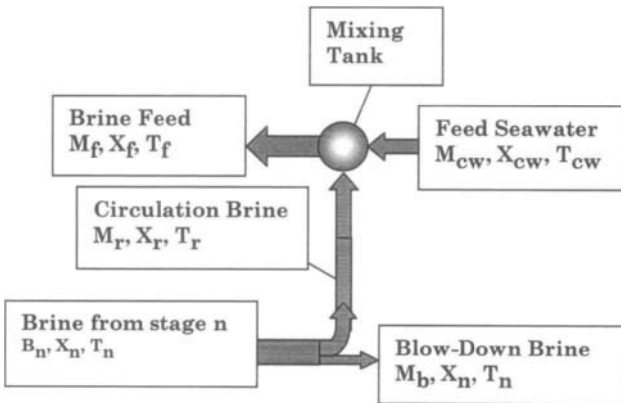 Mixing
Tank
Brine Feed
Mf, Xf, Tf
Feed Seawater
Mcw, Xcw, Tcw
Circulation Brine
Mr, Xr, Tr
Brine from stage n
Bn, Xn, Tn
Blow-Down Brine
Mb, Xn, Tn